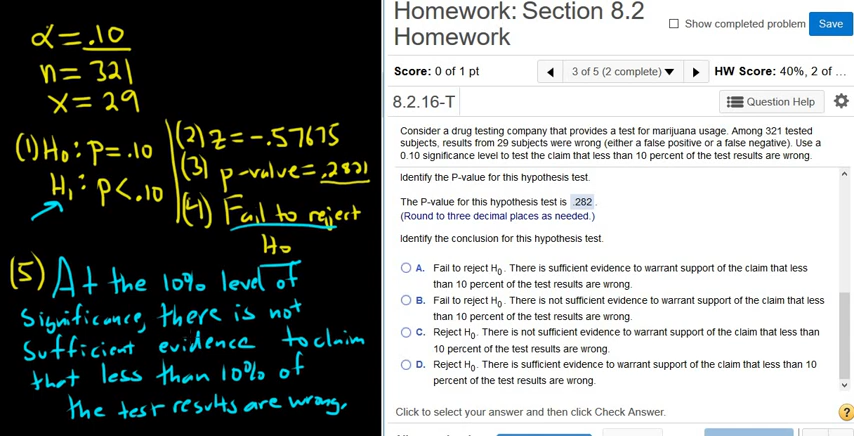 α = .10
n = 321
x = 29
(1) H₀: p = .10
H₁: p < .10
(2) z = -.57675
(3) p-value = .2821
(4) Fail to reject
H₀
(5) At the 10% level of
significance, there is not
sufficient evidence to claim
that less than 10% of
the test results are wrong.
Homework: Section 8.2
Homework
Show completed problem
Save
Score: 0 of 1 pt
3 of 5 (2 complete)
HW Score: 40%, 2 of ...
8.2.16-T
Question Help
Consider a drug testing company that provides a test for marijuana usage. Among 321 tested
subjects, results from 29 subjects were wrong (either a false positive or a false negative). Use a
0.10 significance level to test the claim that less than 10 percent of the test results are wrong.
Identify the P-value for this hypothesis test.
The P-value for this hypothesis test is .282.
(Round to three decimal places as needed.)
Identify the conclusion for this hypothesis test.
A. Fail to reject H₀. There is sufficient evidence to warrant support of the claim that less
than 10 percent of the test results are wrong.
B. Fail to reject H₀. There is not sufficient evidence to warrant support of the claim that less
than 10 percent of the test results are wrong.
C. Reject H₀. There is not sufficient evidence to warrant support of the claim that less than
10 percent of the test results are wrong.
D. Reject H₀. There is sufficient evidence to warrant support of the claim that less than 10
percent of the test results are wrong.
Click to select your answer and then click Check Answer.
?